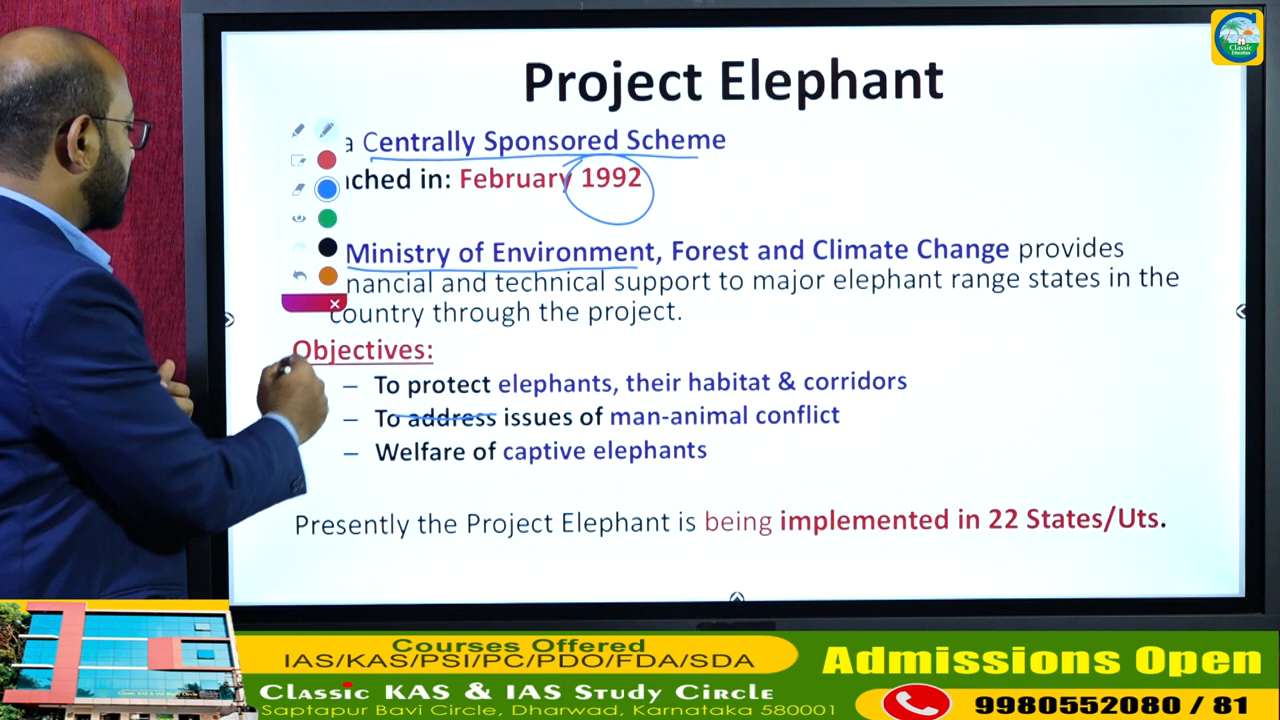 Classic
Education
Project Elephant
a Centrally Sponsored Scheme
ched in: February 1992
Ministry of Environment, Forest and Climate Change provides
nancial and technical support to major elephant range states in the
country through the project.
Objectives:
– To protect elephants, their habitat & corridors
– To address issues of man-animal conflict
– Welfare of captive elephants
Presently the Project Elephant is being implemented in 22 States/Uts.
Courses Offered
IAS/KAS/PSI/PC/PDO/FDA/SDA
Classic KAS & IAS Study Circle
Saptapur Bavi Circle, Dharwad, Karnataka 580001
Admissions Open
9980552080 / 81